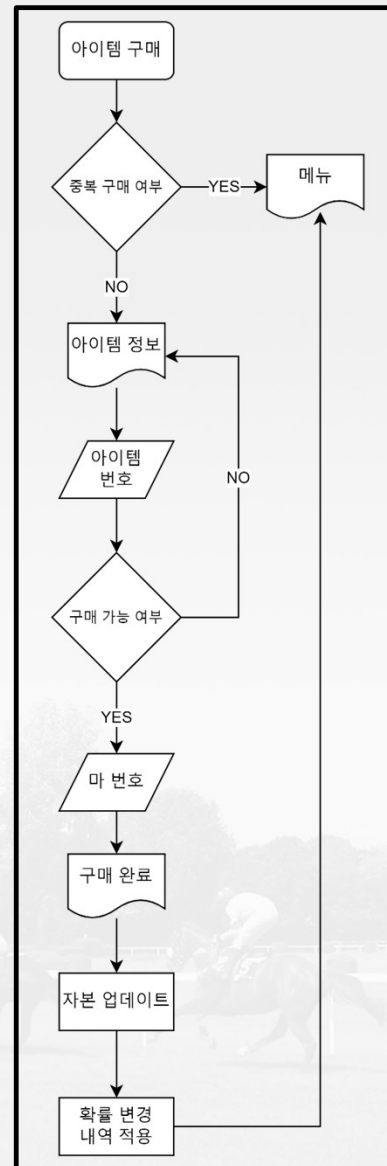 아이템 구매
중복 구매 여부
YES
메뉴
NO
아이템 정보
아이템
번호
NO
구매 가능 여부
YES
마 번호
구매 완료
자본 업데이트
확률 변경
내역 적용